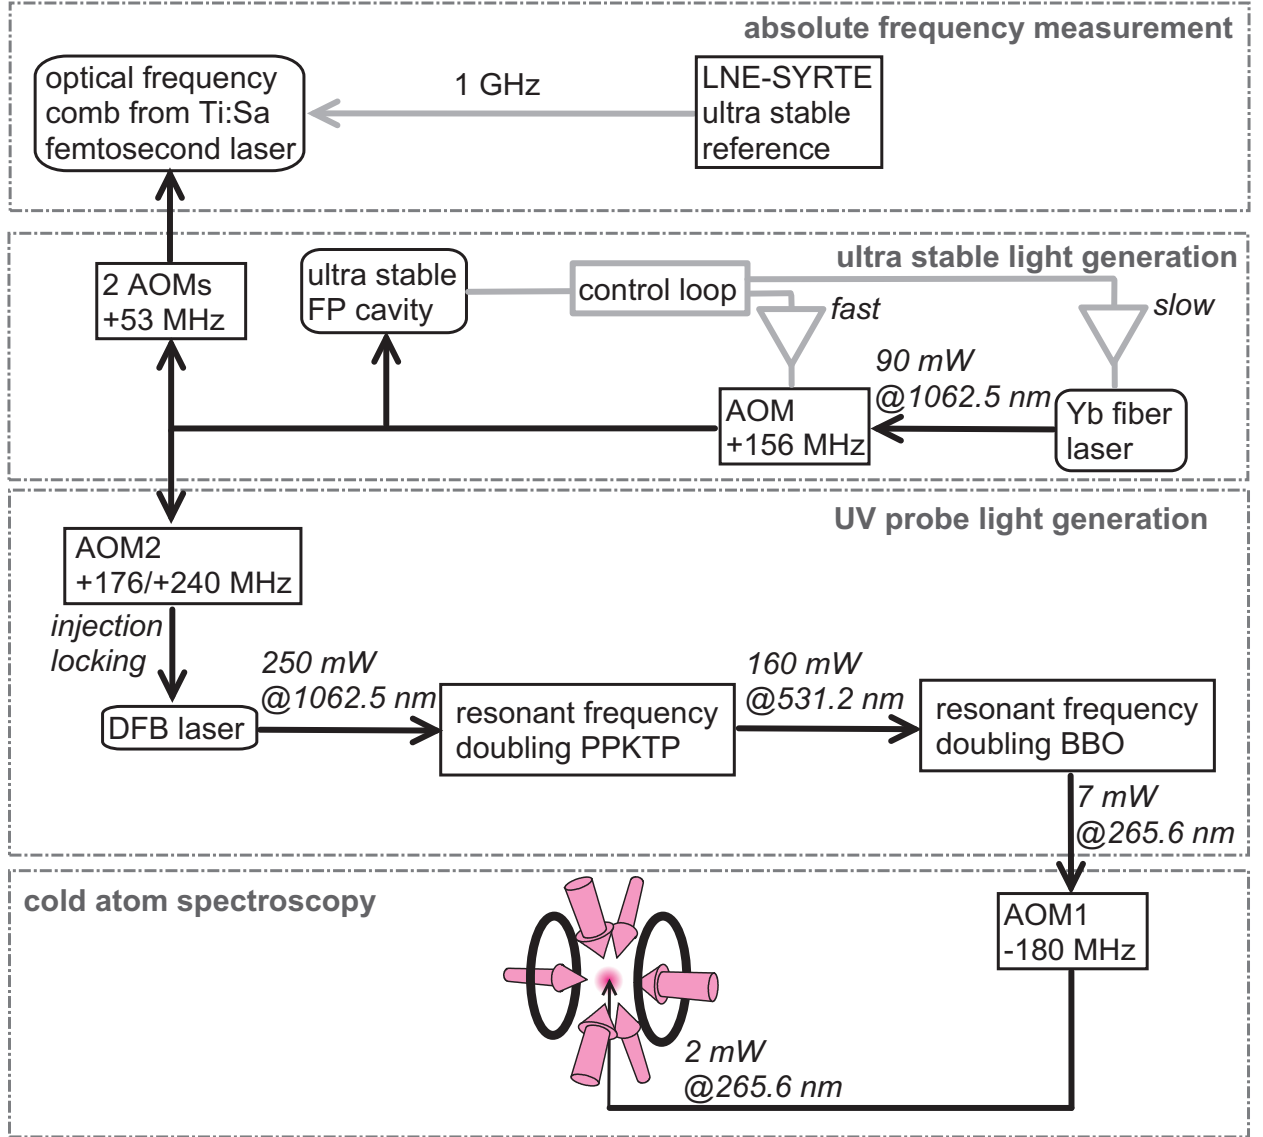 absolute frequency measurement
optical frequency
comb from Ti:Sa
femtosecond laser
1 GHz
LNE-SYRTE
ultra stable
reference
ultra stable light generation
2 AOMs
+53 MHz
ultra stable
FP cavity
control loop
fast
slow
90 mW
@1062.5 nm
AOM
+156 MHz
Yb fiber
laser
UV probe light generation
AOM2
+176/+240 MHz
injection
locking
DFB laser
250 mW
@1062.5 nm
resonant frequency
doubling PPKTP
160 mW
@531.2 nm
resonant frequency
doubling BBO
7 mW
@265.6 nm
cold atom spectroscopy
AOM1
-180 MHz
2 mW
@265.6 nm